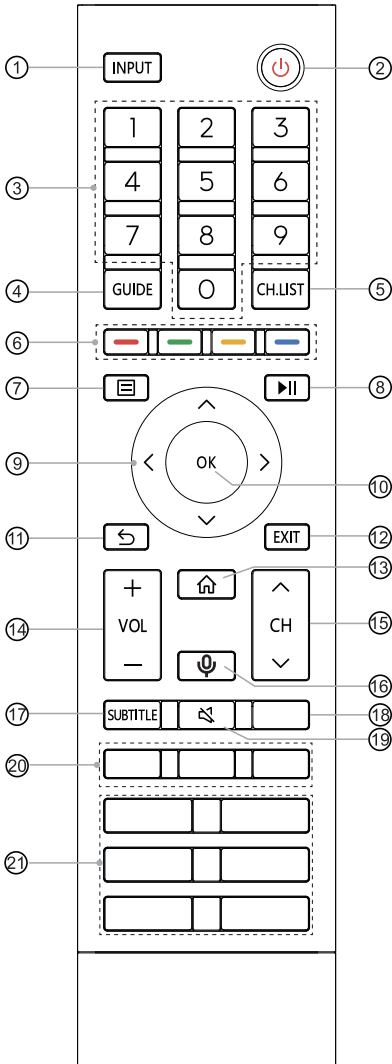 ① INPUT ②
1 2 3
③ 4 5 6
7 8 9
④ GUIDE 0 CH.LIST ⑤
⑥
⑦ ⑧
⑨ OK ⑩
⑪ EXIT ⑫
⑬
⑭ + VOL – CH ⑮
⑯
⑰ SUBTITLE ⑱
⑲
⑳
㉑